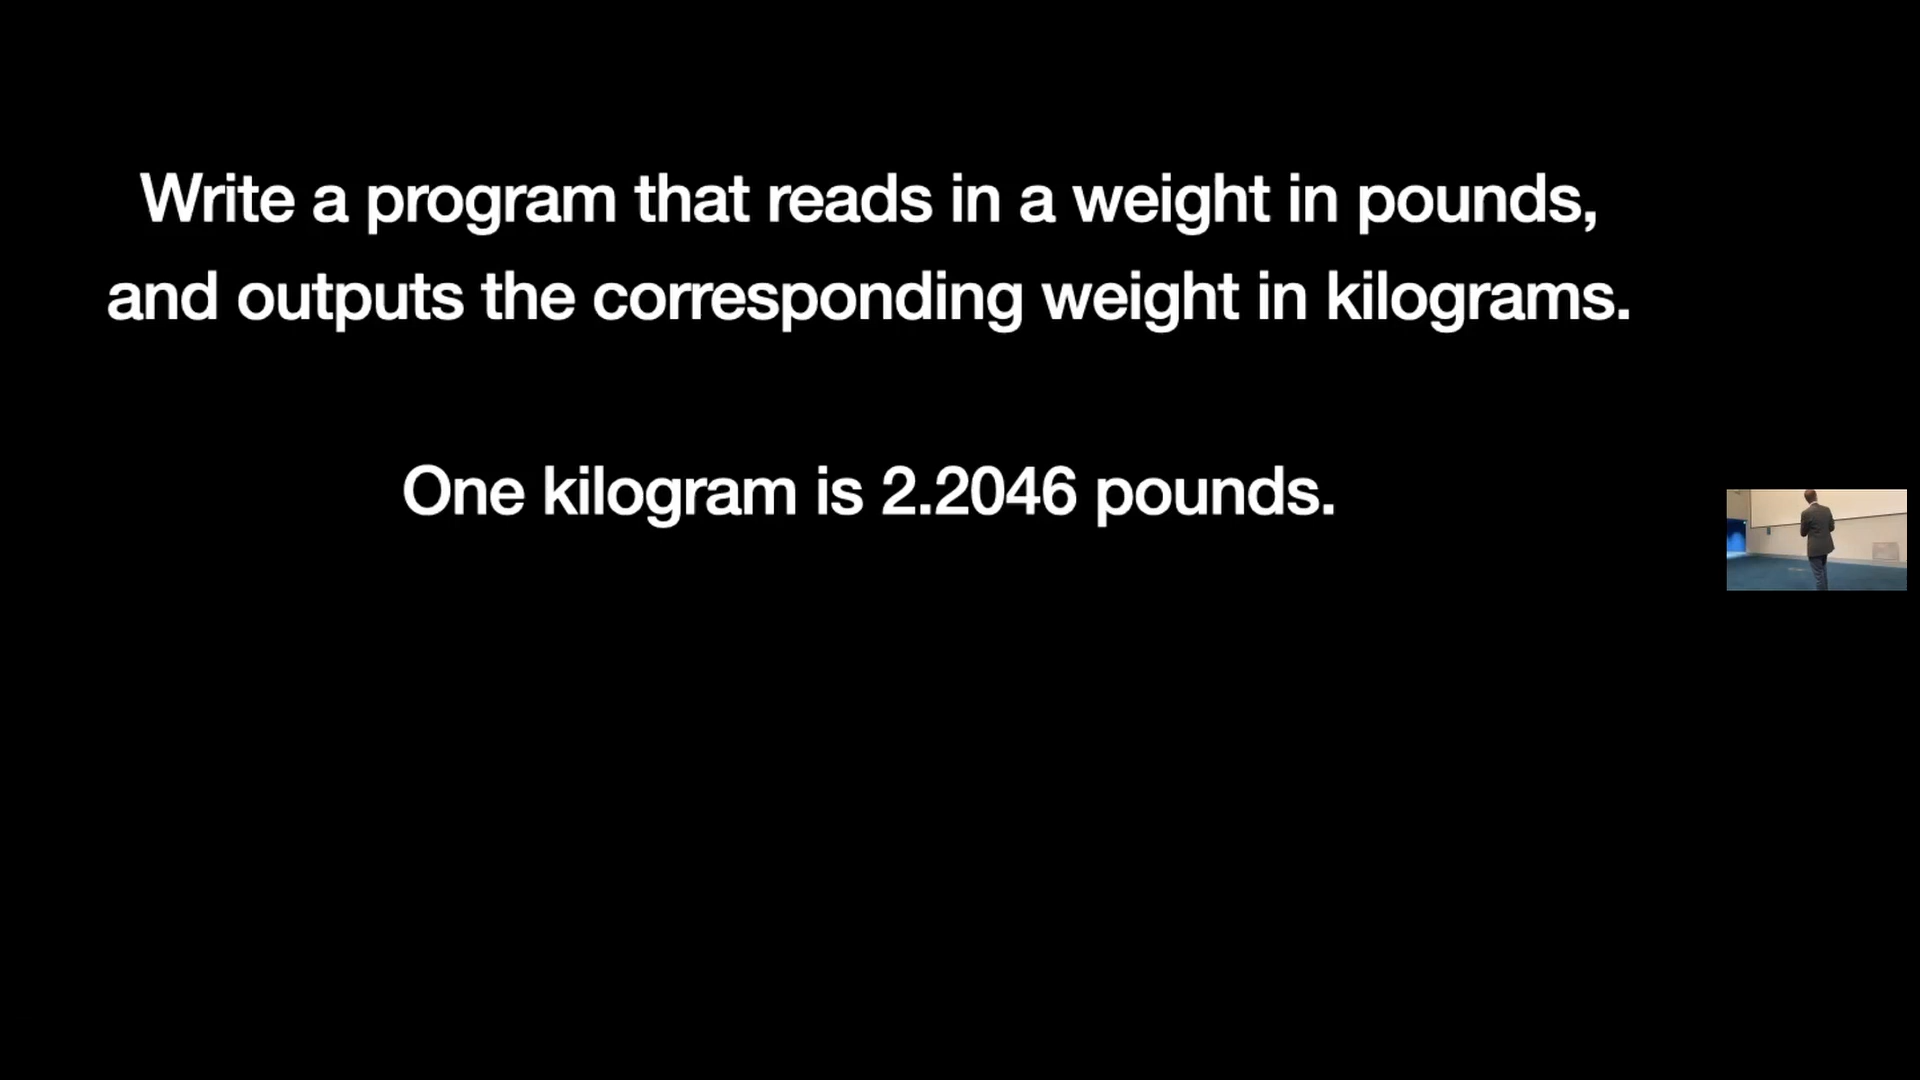 Write a program that reads in a weight in pounds,
and outputs the corresponding weight in kilograms.
One kilogram is 2.2046 pounds.